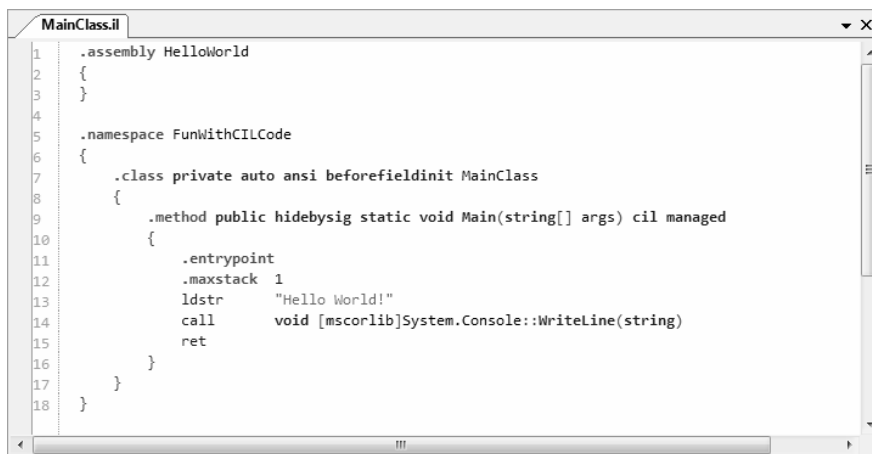 MainClass.il
1 .assembly HelloWorld
2 {
3 }
4
5 .namespace FunWithCILCode
6 {
7 .class private auto ansi beforefieldinit MainClass
8 {
9 .method public hidebysig static void Main(string[] args) cil managed
10 {
11 .entrypoint
12 .maxstack 1
13 ldstr "Hello World!"
14 call void [mscorlib]System.Console::WriteLine(string)
15 ret
16 }
17 }
18 }